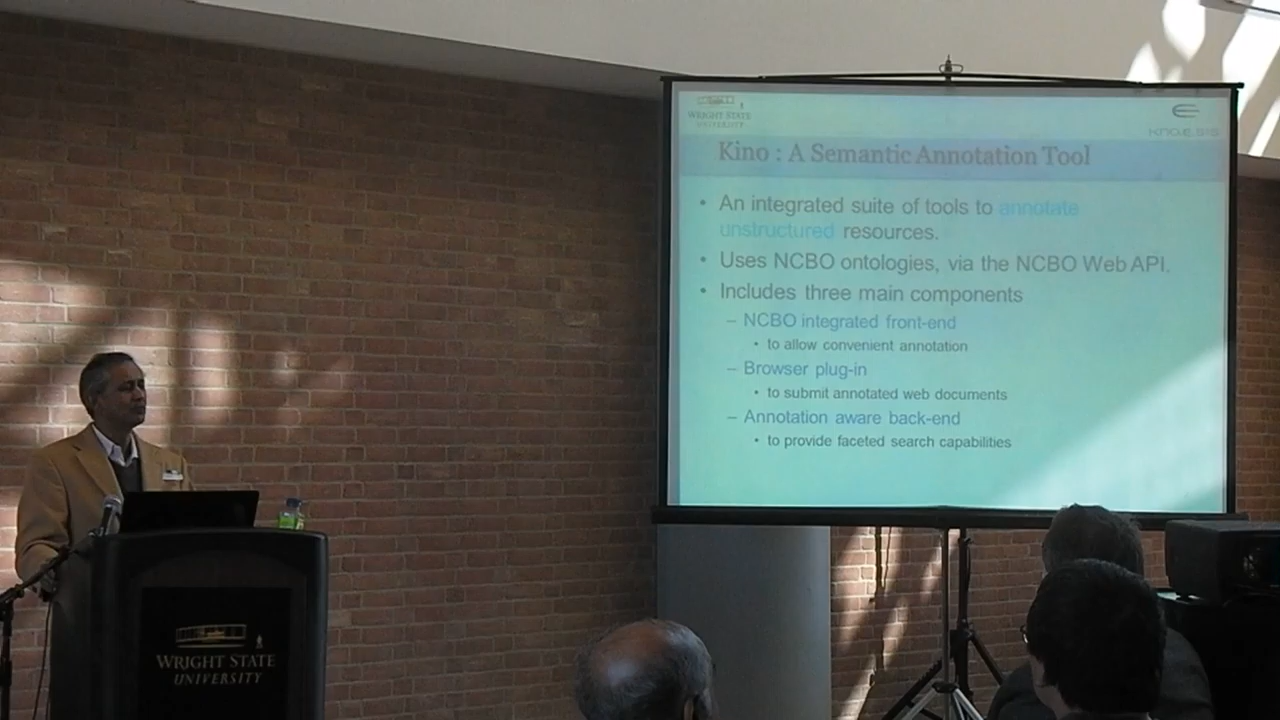 WRIGHT STATE
UNIVERSITY
KNO.E.SIS
Kino : A Semantic Annotation Tool
• An integrated suite of tools to annotate
unstructured resources.
• Uses NCBO ontologies, via the NCBO Web API.
• Includes three main components
– NCBO integrated front-end
• to allow convenient annotation
– Browser plug-in
• to submit annotated web documents
– Annotation aware back-end
• to provide faceted search capabilities
WRIGHT STATE
UNIVERSITY